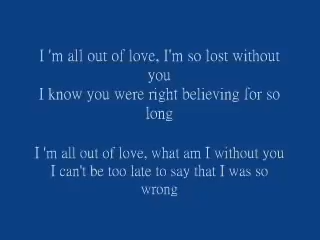 I 'm all out of love, I'm so lost without
you
I know you were right believing for so
long
I 'm all out of love, what am I without you
I can't be too late to say that I was so
wrong